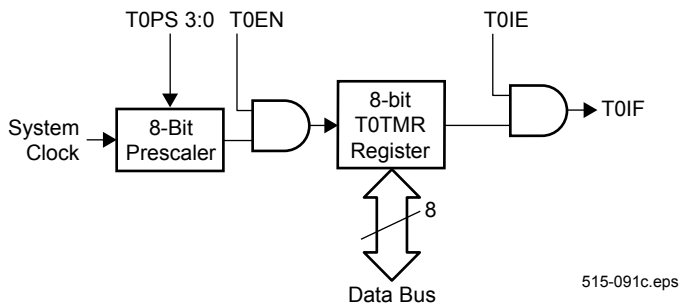 T0PS 3:0
T0EN
T0IE
System
Clock
8-Bit
Prescaler
8-bit
T0TMR
Register
T0IF
8
Data Bus
515-091c.eps